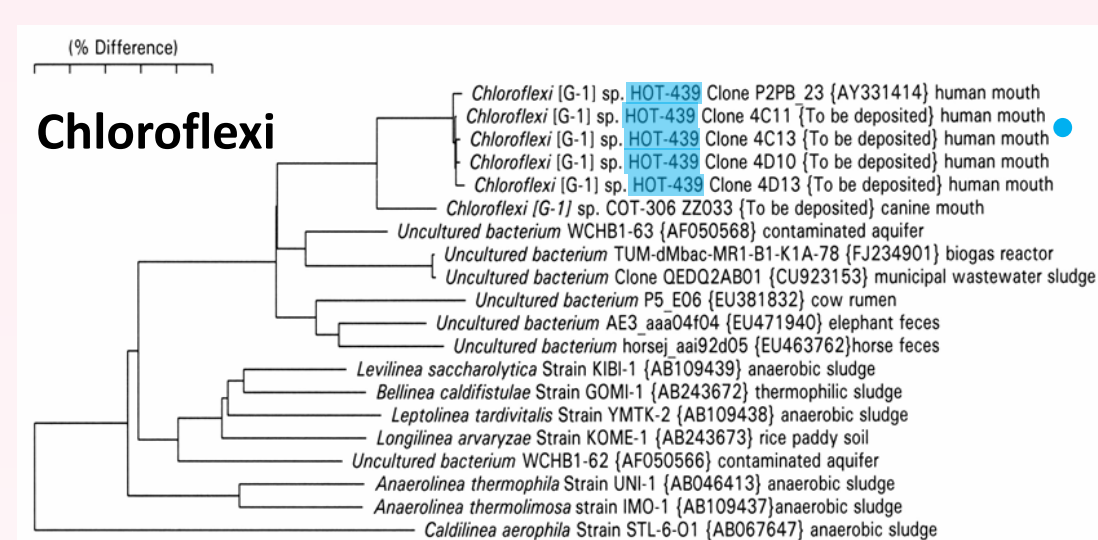 (% Difference)
Chloroflexi
Chloroflexi [G-1] sp. HOT-439 Clone P2PB_23 {AY331414} human mouth
Chloroflexi [G-1] sp. HOT-439 Clone 4C11 {To be deposited} human mouth
Chloroflexi [G-1] sp. HOT-439 Clone 4C13 {To be deposited} human mouth
Chloroflexi [G-1] sp. HOT-439 Clone 4D10 {To be deposited} human mouth
Chloroflexi [G-1] sp. HOT-439 Clone 4D13 {To be deposited} human mouth
Chloroflexi [G-1] sp. COT-306 ZZ033 {To be deposited} canine mouth
Uncultured bacterium WCHB1-63 {AF050568} contaminated aquifer
Uncultured bacterium TUM-dMbac-MR1-B1-K1A-78 {FJ234901} biogas reactor
Uncultured bacterium Clone QEDQ2AB01 {CU923153} municipal wastewater sludge
Uncultured bacterium P5_E06 {EU381832} cow rumen
Uncultured bacterium AE3_aaa04f04 {EU471940} elephant feces
Uncultured bacterium horsej_aai92d05 {EU463762}horse feces
Levilinea saccharolytica Strain KIBI-1 {AB109439} anaerobic sludge
Bellinea caldifistulae Strain GOMI-1 {AB243672} thermophilic sludge
Leptolinea tardivitalis Strain YMTK-2 {AB109438} anaerobic sludge
Longilinea arvaryzae Strain KOME-1 {AB243673} rice paddy soil
Uncultured bacterium WCHB1-62 {AF050566} contaminated aquifer
Anaerolinea thermophila Strain UNI-1 {AB046413} anaerobic sludge
Anaerolinea thermolimosa strain IMO-1 {AB109437}anaerobic sludge
Caldilinea aerophila Strain STL-6-O1 {AB067647} anaerobic sludge